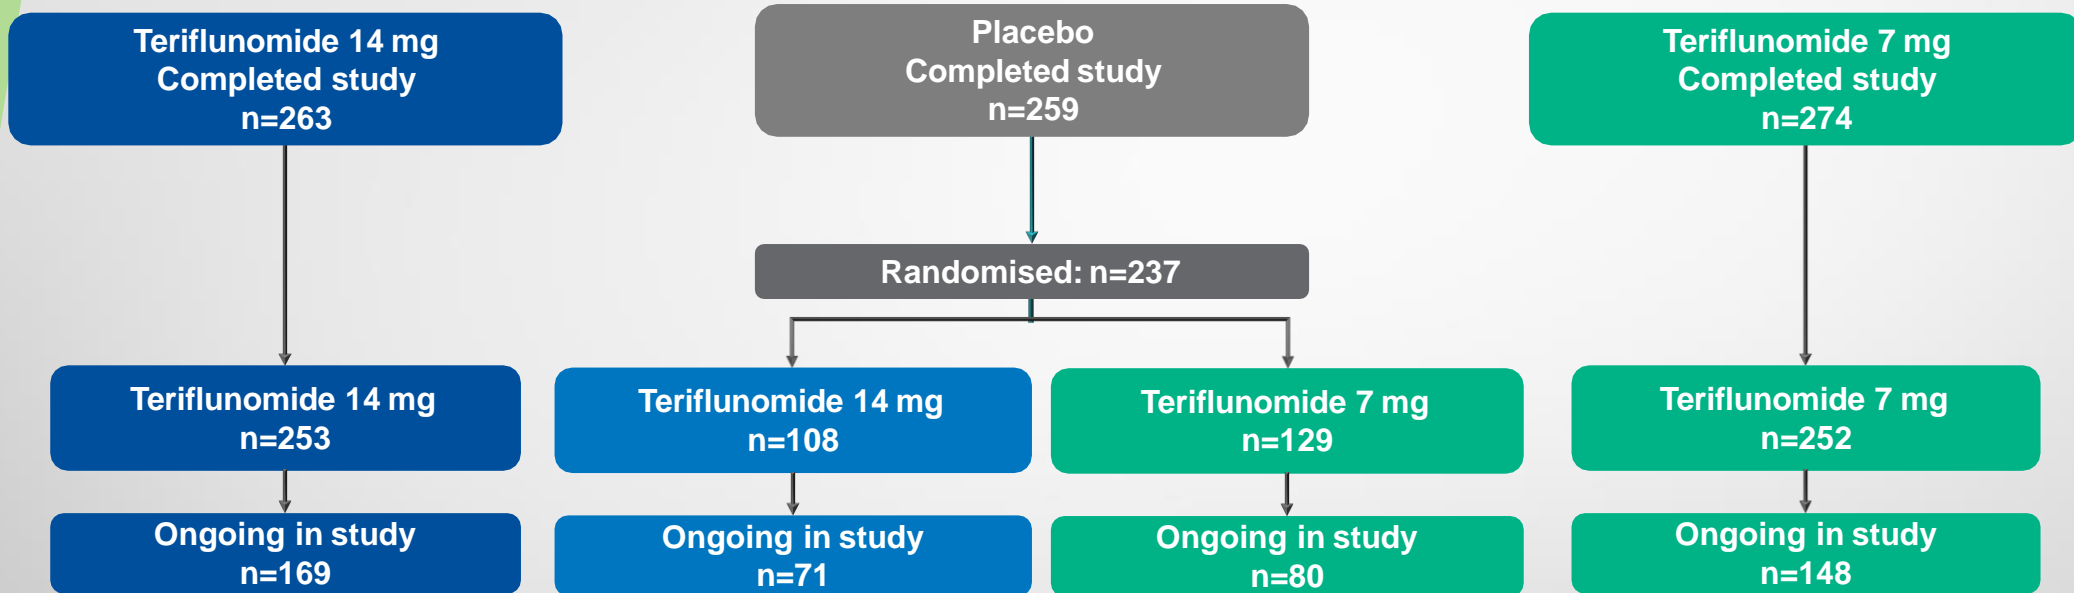 Teriflunomide 14 mg
Completed study
n=263
Placebo
Completed study
n=259
Teriflunomide 7 mg
Completed study
n=274
Randomised: n=237
Teriflunomide 14 mg
n=253
Teriflunomide 14 mg
n=108
Teriflunomide 7 mg
n=129
Teriflunomide 7 mg
n=252
Ongoing in study
n=169
Ongoing in study
n=71
Ongoing in study
n=80
Ongoing in study
n=148